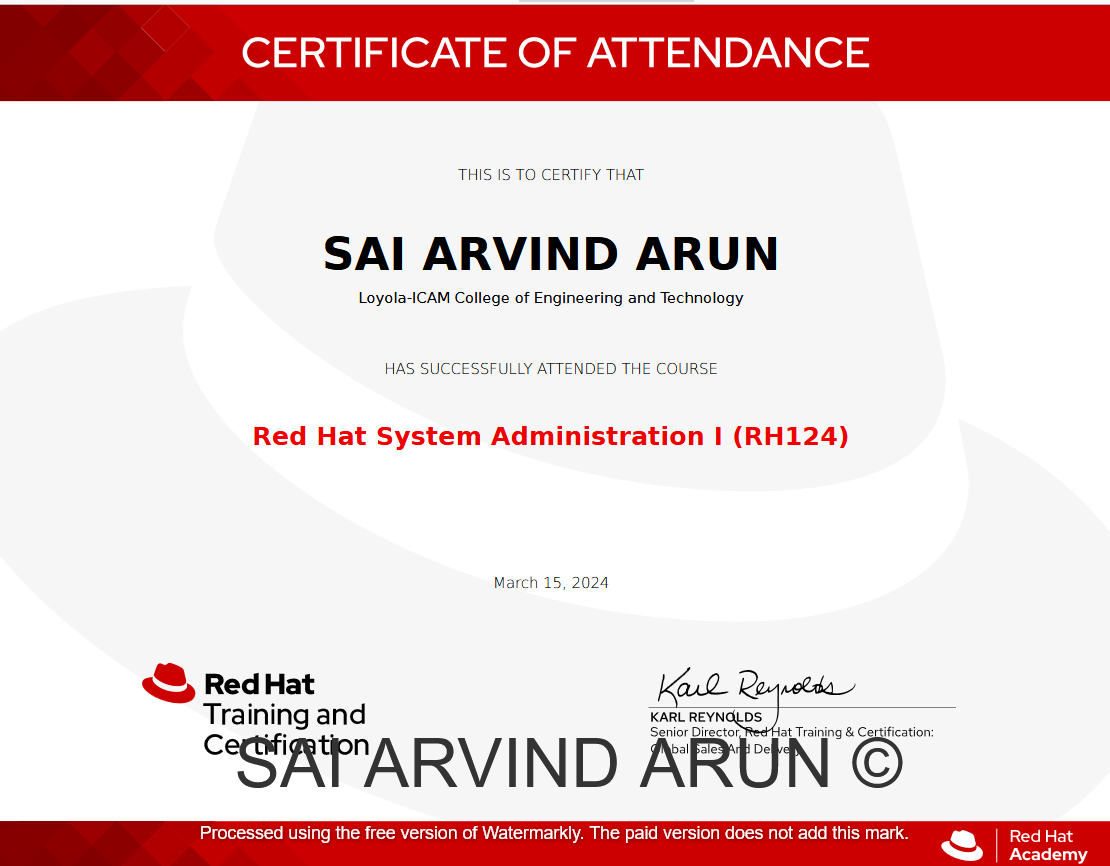 CERTIFICATE OF ATTENDANCE
THIS IS TO CERTIFY THAT
SAI ARVIND ARUN
Loyola-ICAM College of Engineering and Technology
HAS SUCCESSFULLY ATTENDED THE COURSE
Red Hat System Administration I (RH124)
March 15, 2024
Red Hat
Training and
Certification
Karl Reynolds
KARL REYNOLDS
Senior Director, Red Hat Training & Certification:
Global Sales And Delivery
SAI ARVIND ARUN ©
Processed using the free version of Watermarkly. The paid version does not add this mark.
Red Hat
Academy